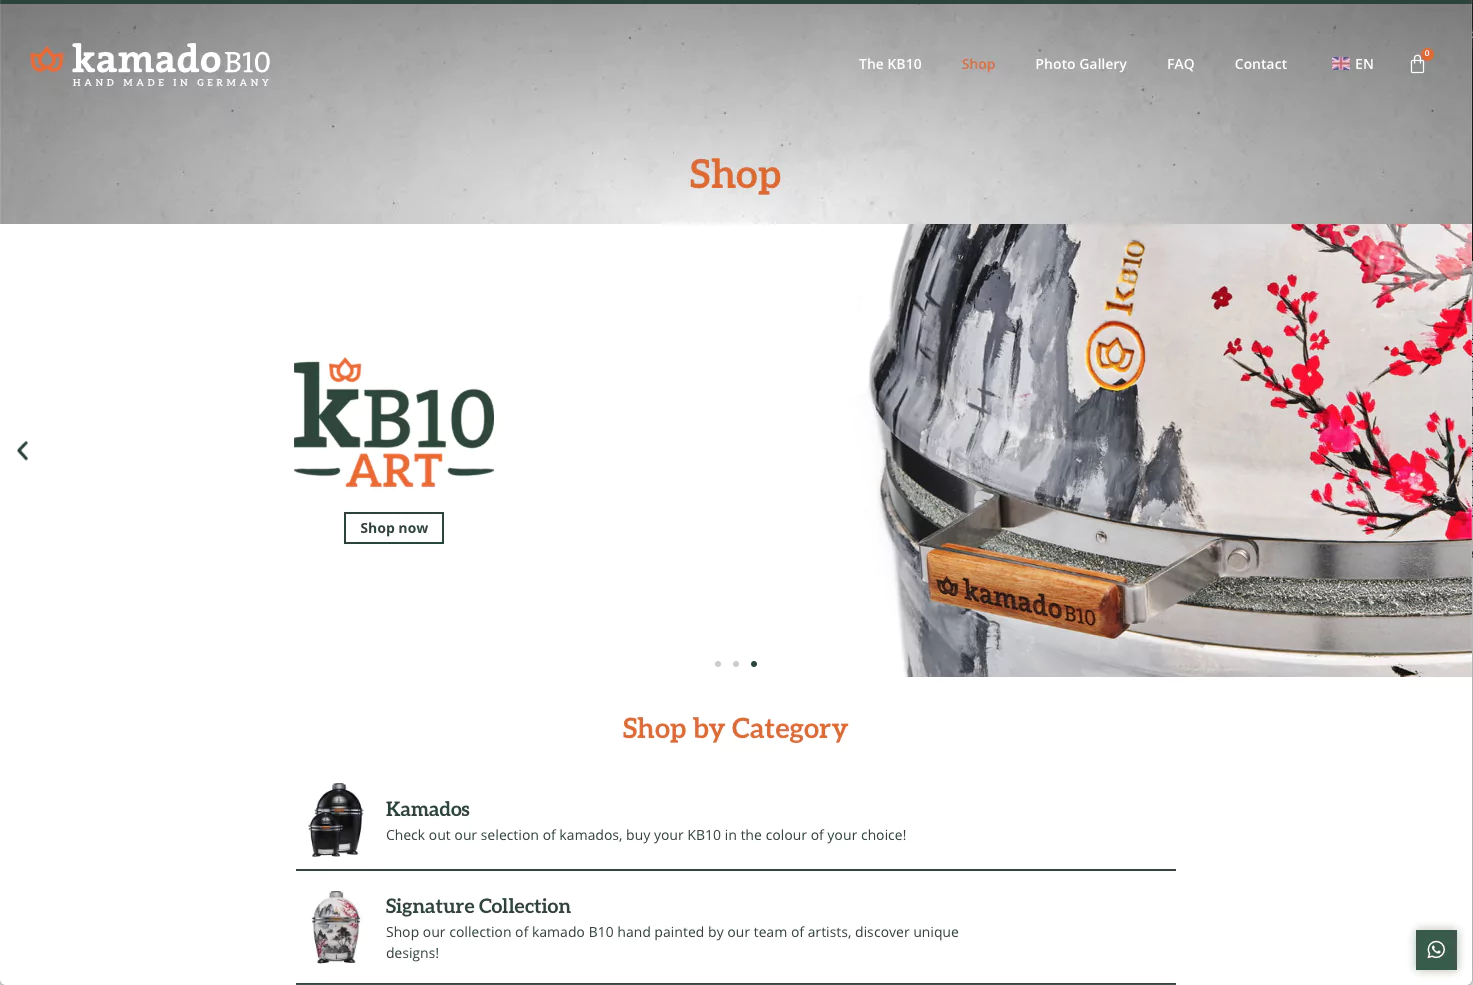 kamado B10
HAND MADE IN GERMANY
The KB10
Shop
Photo Gallery
FAQ
Contact
EN
0
Shop
KB10
kB10
ART
Shop now
kamado B10
Shop by Category
Kamados
Check out our selection of kamados, buy your KB10 in the colour of your choice!
Signature Collection
Shop our collection of kamado B10 hand painted by our team of artists, discover unique
designs!